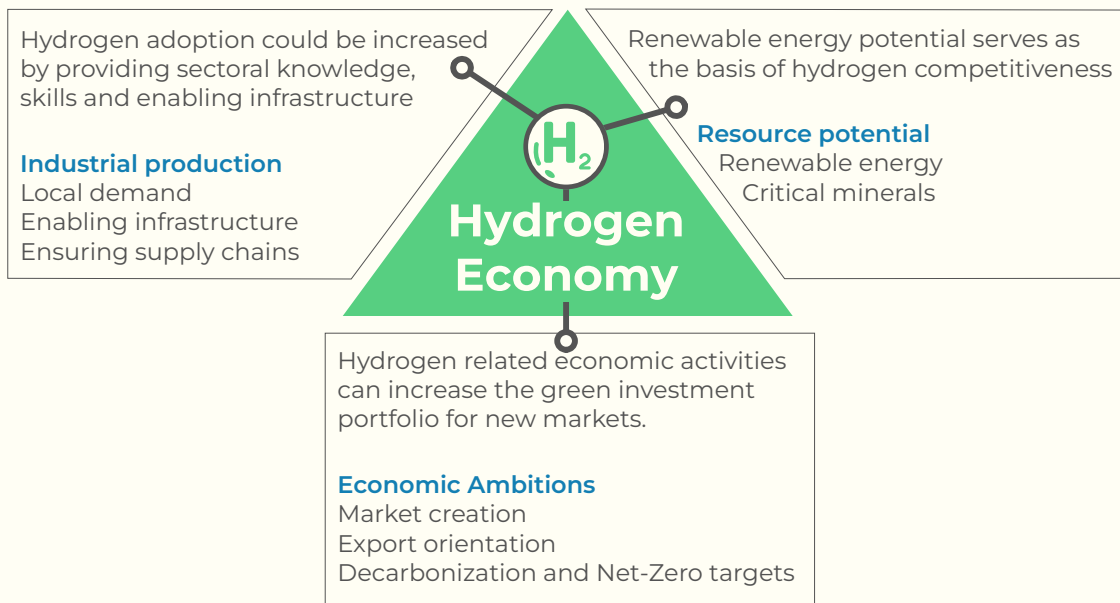 Hydrogen adoption could be increased
by providing sectoral knowledge,
skills and enabling infrastructure
Industrial production
Local demand
Enabling infrastructure
Ensuring supply chains
Renewable energy potential serves as
the basis of hydrogen competitiveness
Resource potential
Renewable energy
Critical minerals
H2
Hydrogen
Economy
Hydrogen related economic activities
can increase the green investment
portfolio for new markets.
Economic Ambitions
Market creation
Export orientation
Decarbonization and Net-Zero targets